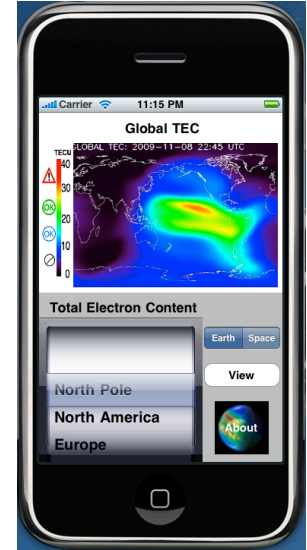 Carrier 11:15 PM
Global TEC
TECU
GLOBAL TEC: 2009-11-08 22:45 UTC
40
30
OK
20
OK
10
0
Total Electron Content
Earth Space
View
North Pole
North America
Europe
About